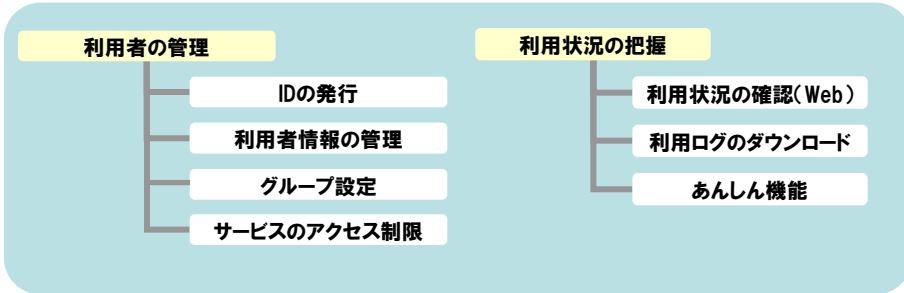 利用者の管理
IDの発行
利用者情報の管理
グループ設定
サービスのアクセス制限
利用状況の把握
利用状況の確認(Web)
利用ログのダウンロード
あんしん機能